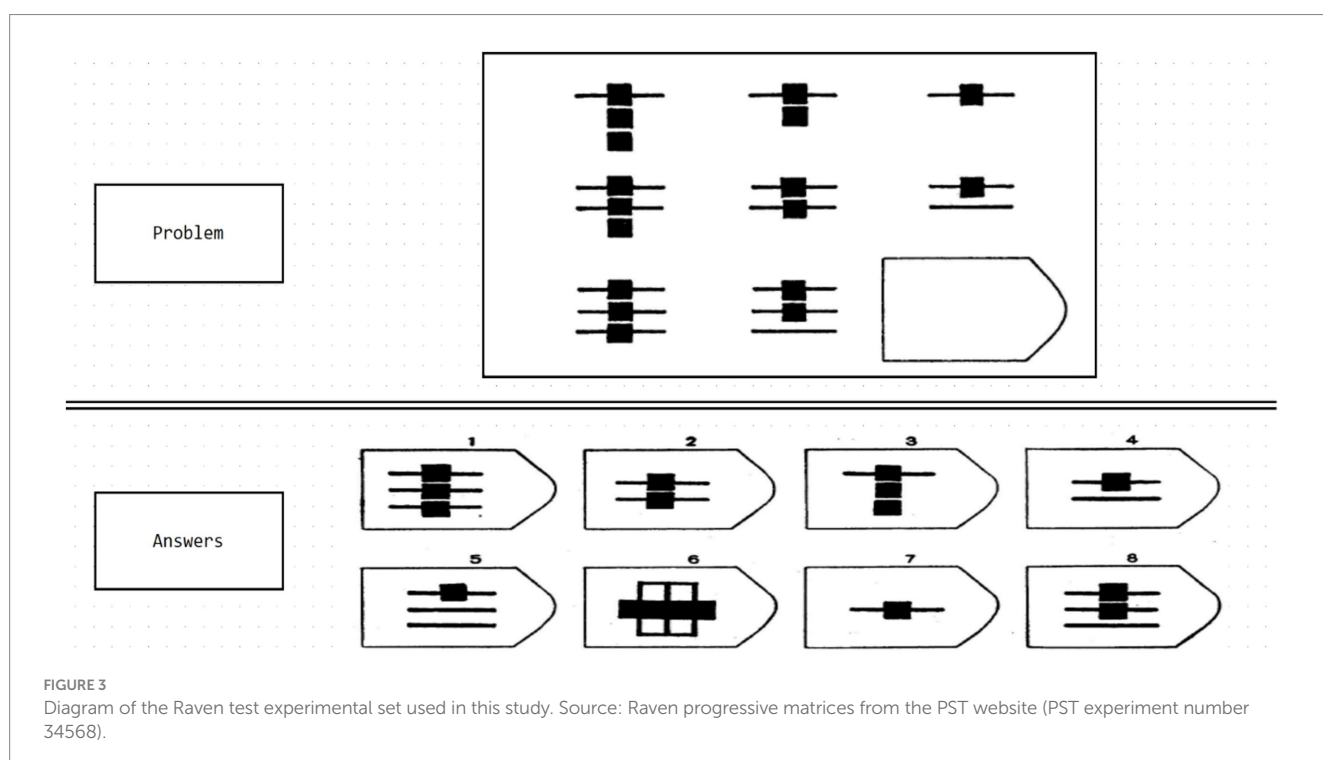 Problem
1 2 3 4
Answers
5 6 7 8
FIGURE 3
Diagram of the Raven test experimental set used in this study. Source: Raven progressive matrices from the PST website (PST experiment number
34568).